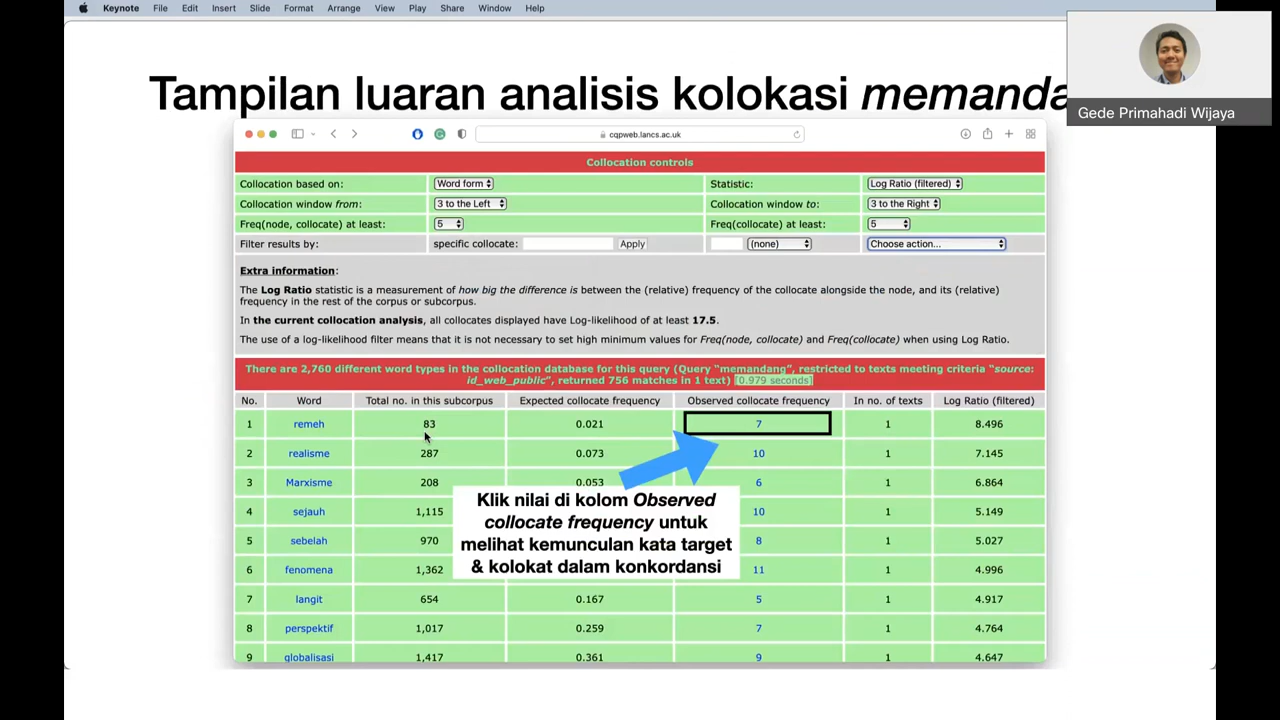 Keynote File Edit Insert Slide Format Arrange View Play Share Window Help
Gede Primahadi Wijaya
Tampilan luaran analisis kolokasi memanda
cqpweb.lancs.ac.uk
Collocation controls
Collocation based on: Word form Statistic: Log Ratio (filtered)
Collocation window from: 3 to the Left Collocation window to: 3 to the Right
Freq(node, collocate) at least: 5 Freq(collocate) at least: 5
Filter results by: specific collocate: Apply (none) Choose action...
Extra information:
The Log Ratio statistic is a measurement of how big the difference is between the (relative) frequency of the collocate alongside the node, and its (relative)
frequency in the rest of the corpus or subcorpus.
In the current collocation analysis, all collocates displayed have Log-likelihood of at least 17.5.
The use of a log-likelihood filter means that it is not necessary to set high minimum values for Freq(node, collocate) and Freq(collocate) when using Log Ratio.
There are 2,760 different word types in the collocation database for this query (Query "memandang", restricted to texts meeting criteria "source:
id_web_public", returned 756 matches in 1 text) [0.979 seconds]
No. Word Total no. in this subcorpus Expected collocate frequency Observed collocate frequency In no. of texts Log Ratio (filtered)
1 remeh 83 0.021 7 1 8.496
2 realisme 287 0.073 10 1 7.145
3 Marxisme 208 0.053 6 1 6.864
4 sejauh 1,115 10 1 5.149
5 sebelah 970 8 1 5.027
6 fenomena 1,362 11 1 4.996
7 langit 654 0.167 5 1 4.917
8 perspektif 1,017 0.259 7 1 4.764
9 globalisasi 1,417 0.361 9 1 4.647
Klik nilai di kolom Observed
collocate frequency untuk
melihat kemunculan kata target
& kolokat dalam konkordansi